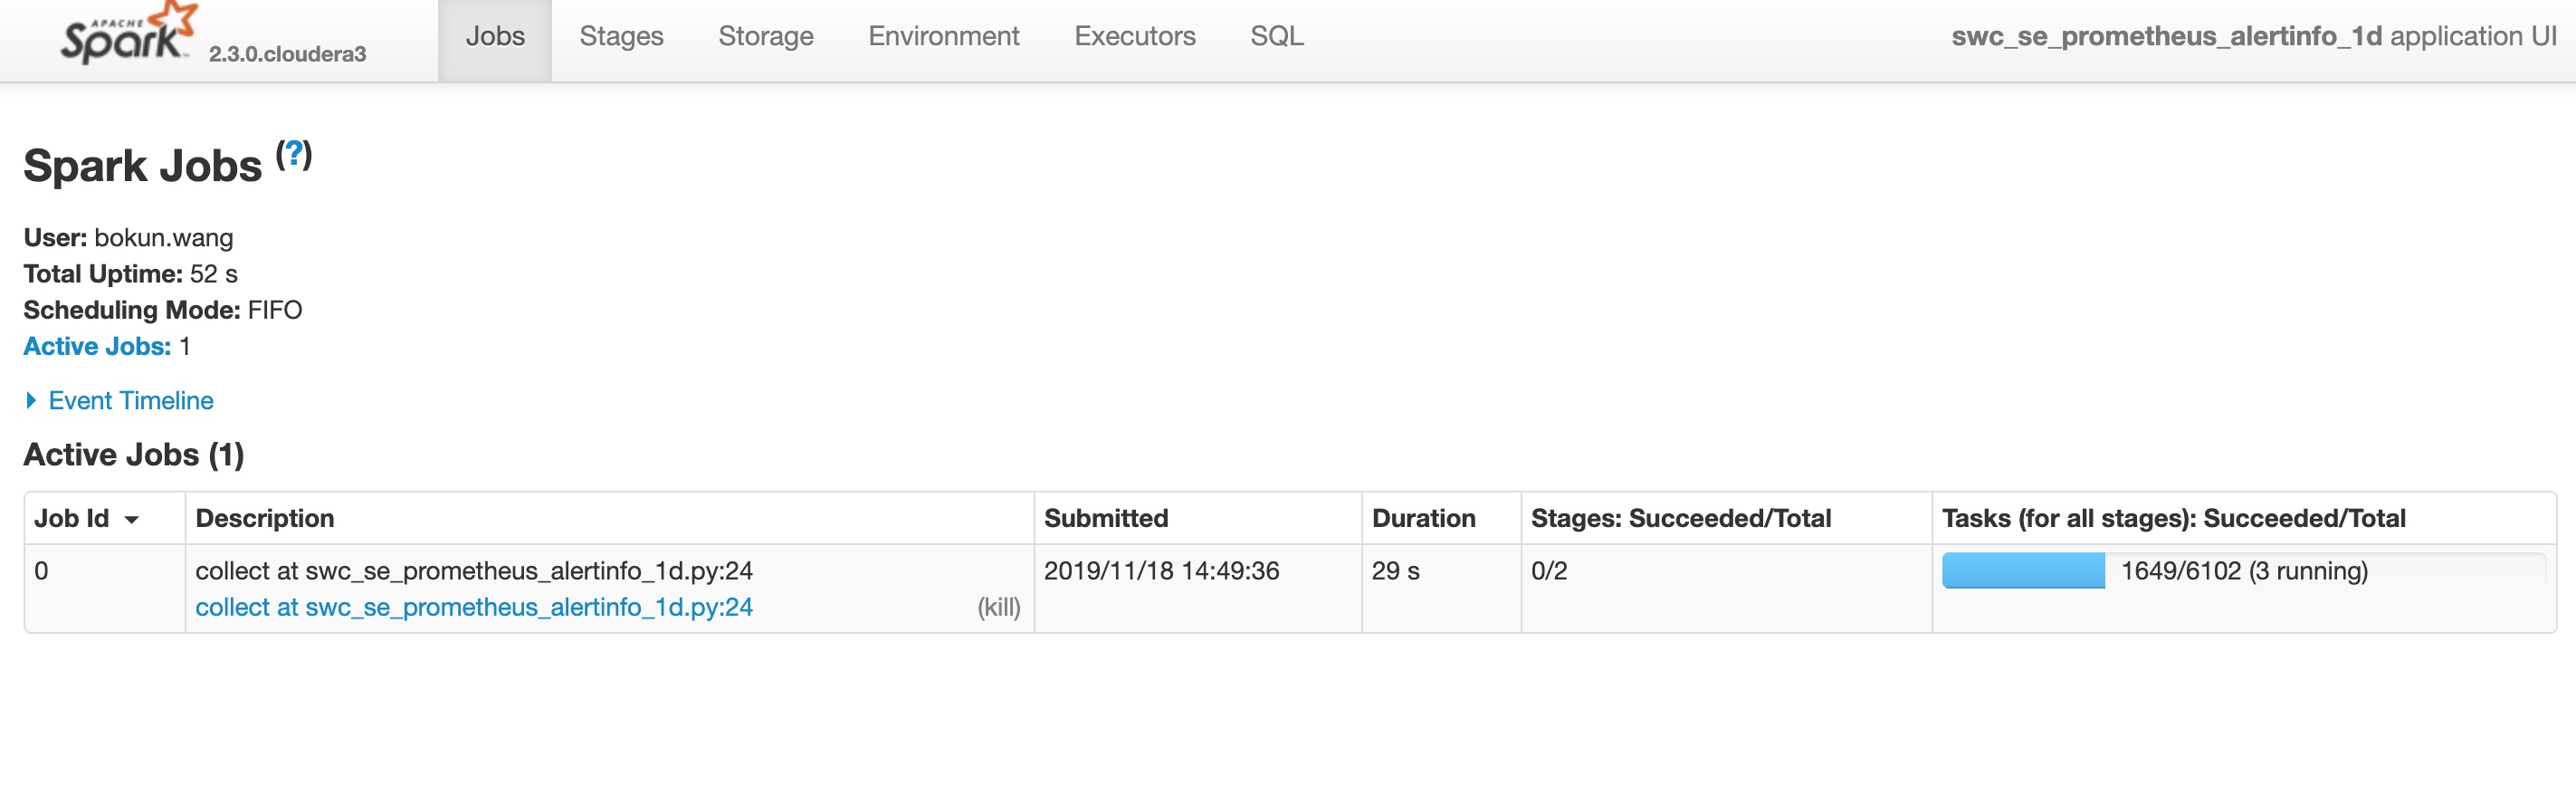 APACHE
Spark 2.3.0.cloudera3 Jobs Stages Storage Environment Executors SQL swc_se_prometheus_alertinfo_1d application UI
Spark Jobs (?)
User: bokun.wang
Total Uptime: 52 s
Scheduling Mode: FIFO
Active Jobs: 1
Event Timeline
Active Jobs (1)
Job Id Description Submitted Duration Stages: Succeeded/Total Tasks (for all stages): Succeeded/Total
0 collect at swc_se_prometheus_alertinfo_1d.py:24 2019/11/18 14:49:36 29 s 0/2 1649/6102 (3 running)
collect at swc_se_prometheus_alertinfo_1d.py:24 (kill)